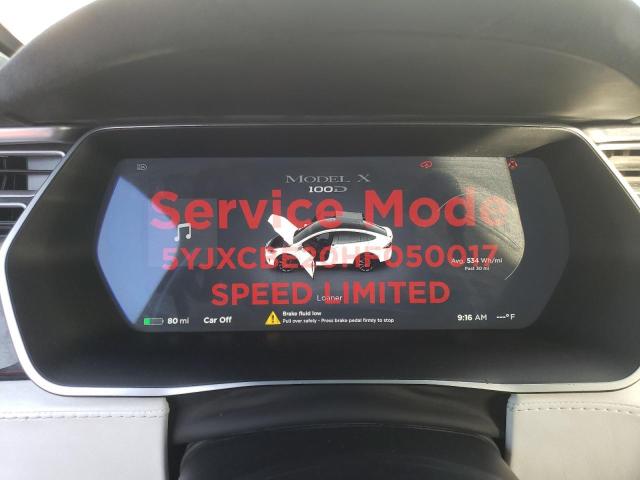 MODEL X
100D
Service Mode
5YJXCBE20HF050017
Avg. 534 Wh/mi
Past 30 mi
Loaner
SPEED LIMITED
80 mi
Car Off
Brake fluid low
Pull over safely - Press brake pedal firmly to stop
9:16 AM
---°F